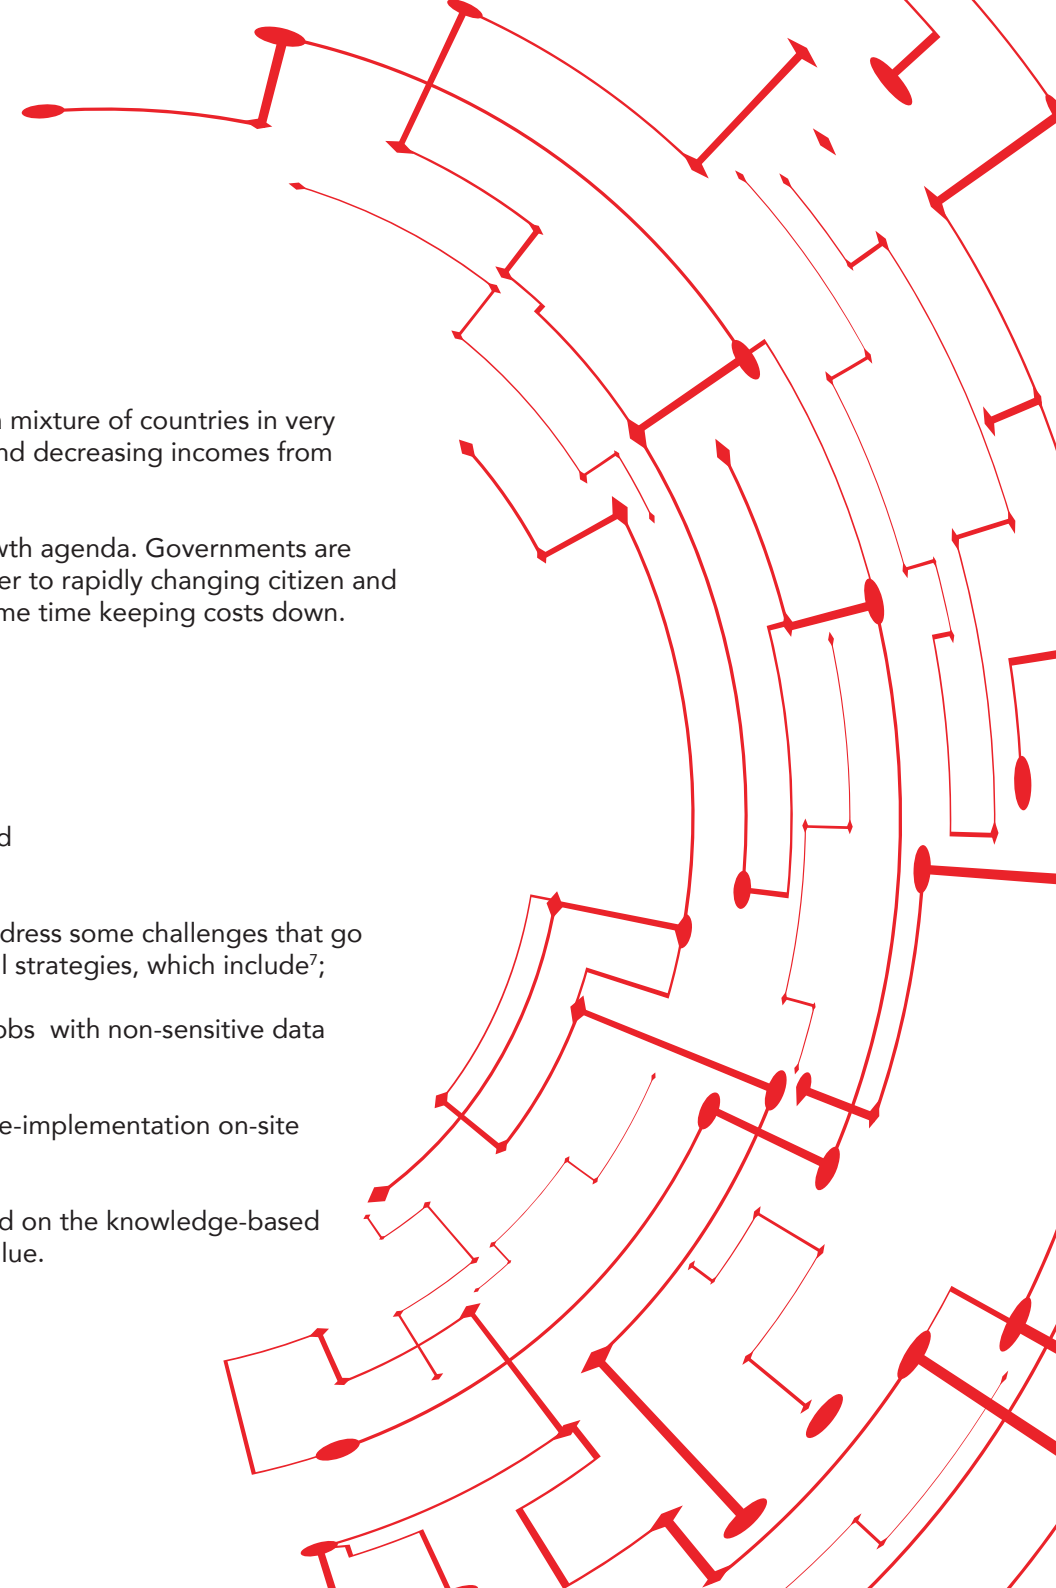 mixture of countries in very
nd decreasing incomes from
wth agenda. Governments are
er to rapidly changing citizen and
me time keeping costs down.
d
dress some challenges that go
l strategies, which include⁷;
obs with non-sensitive data
e-implementation on-site
d on the knowledge-based
lue.